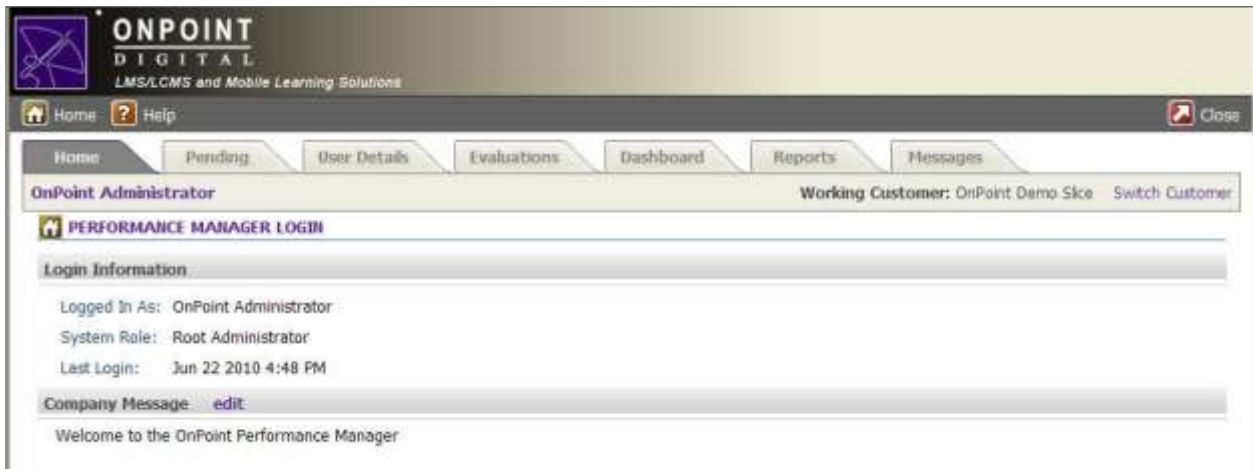 ONPOINT
DIGITAL
LMS/LCMS and Mobile Learning Solutions
Home Help Close
Home Pending User Details Evaluations Dashboard Reports Messages
OnPoint Administrator Working Customer: OnPoint Demo Slice Switch Customer
PERFORMANCE MANAGER LOGIN
Login Information
Logged In As: OnPoint Administrator
System Role: Root Administrator
Last Login: Jun 22 2010 4:48 PM
Company Message edit
Welcome to the OnPoint Performance Manager